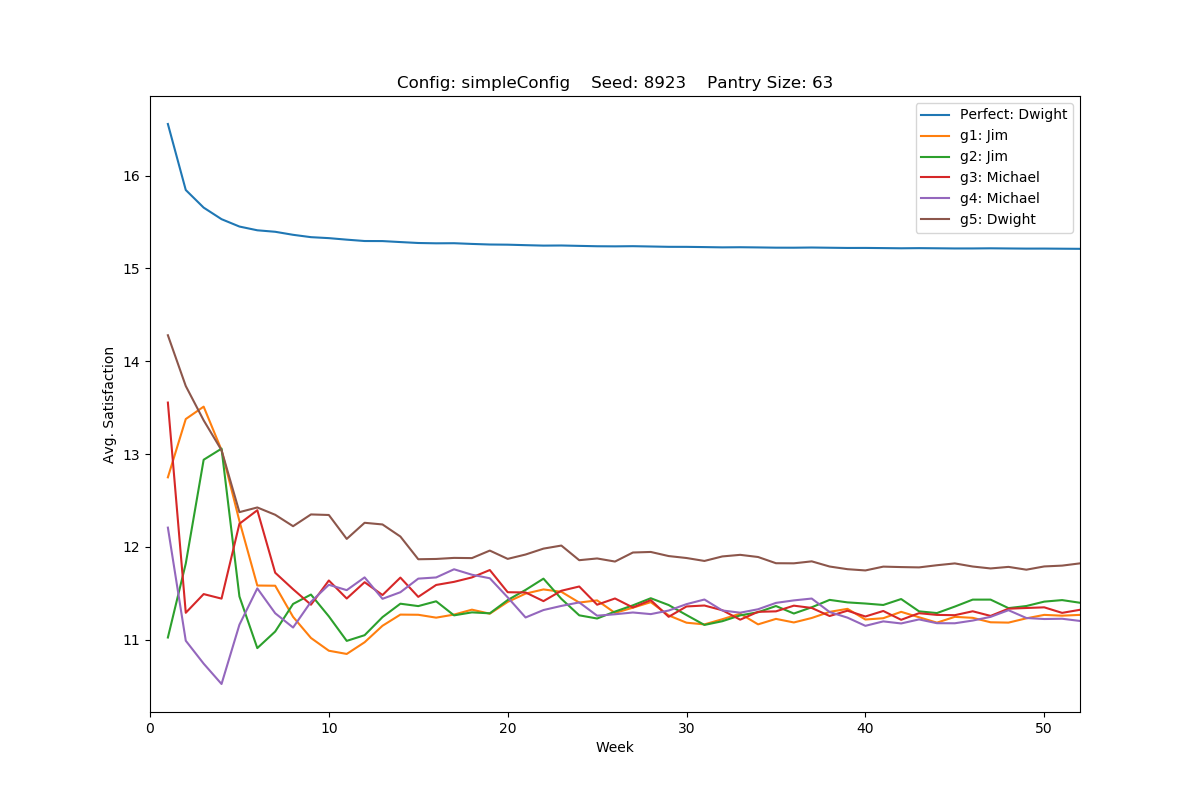 Config: simpleConfig    Seed: 8923    Pantry Size: 63
Perfect: Dwight
g1: Jim
g2: Jim
g3: Michael
g4: Michael
g5: Dwight
Avg. Satisfaction
16
15
14
13
12
11
0 10 20 30 40 50
Week